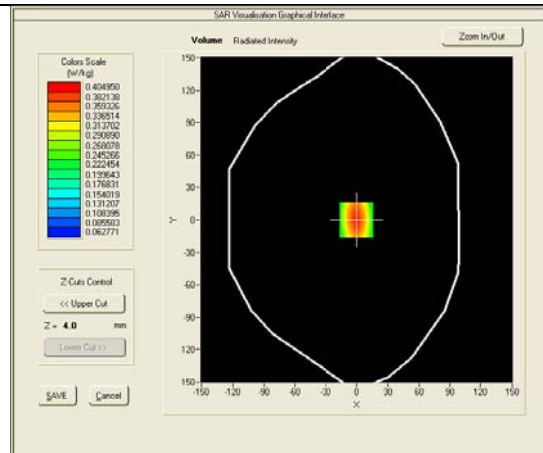 SAR Visualisation Graphical Interface
Volume Radiated Intensity
Zoom In/Out
Colors Scale
(W/kg)
0.404950
0.382138
0.359326
0.336514
0.313702
0.290890
0.268078
0.245266
0.222454
0.199643
0.176831
0.154019
0.131207
0.108395
0.085583
0.062771
Z-Cuts Control
<< Upper Cut
Z = 4.0 mm
Lower Cut >>
SAVE
Cancel
150
120
90
60
30
0
-30
-60
-90
-120
150
Y
-150 -120 -90 -60 -30 0 30 60 90 120 150
X